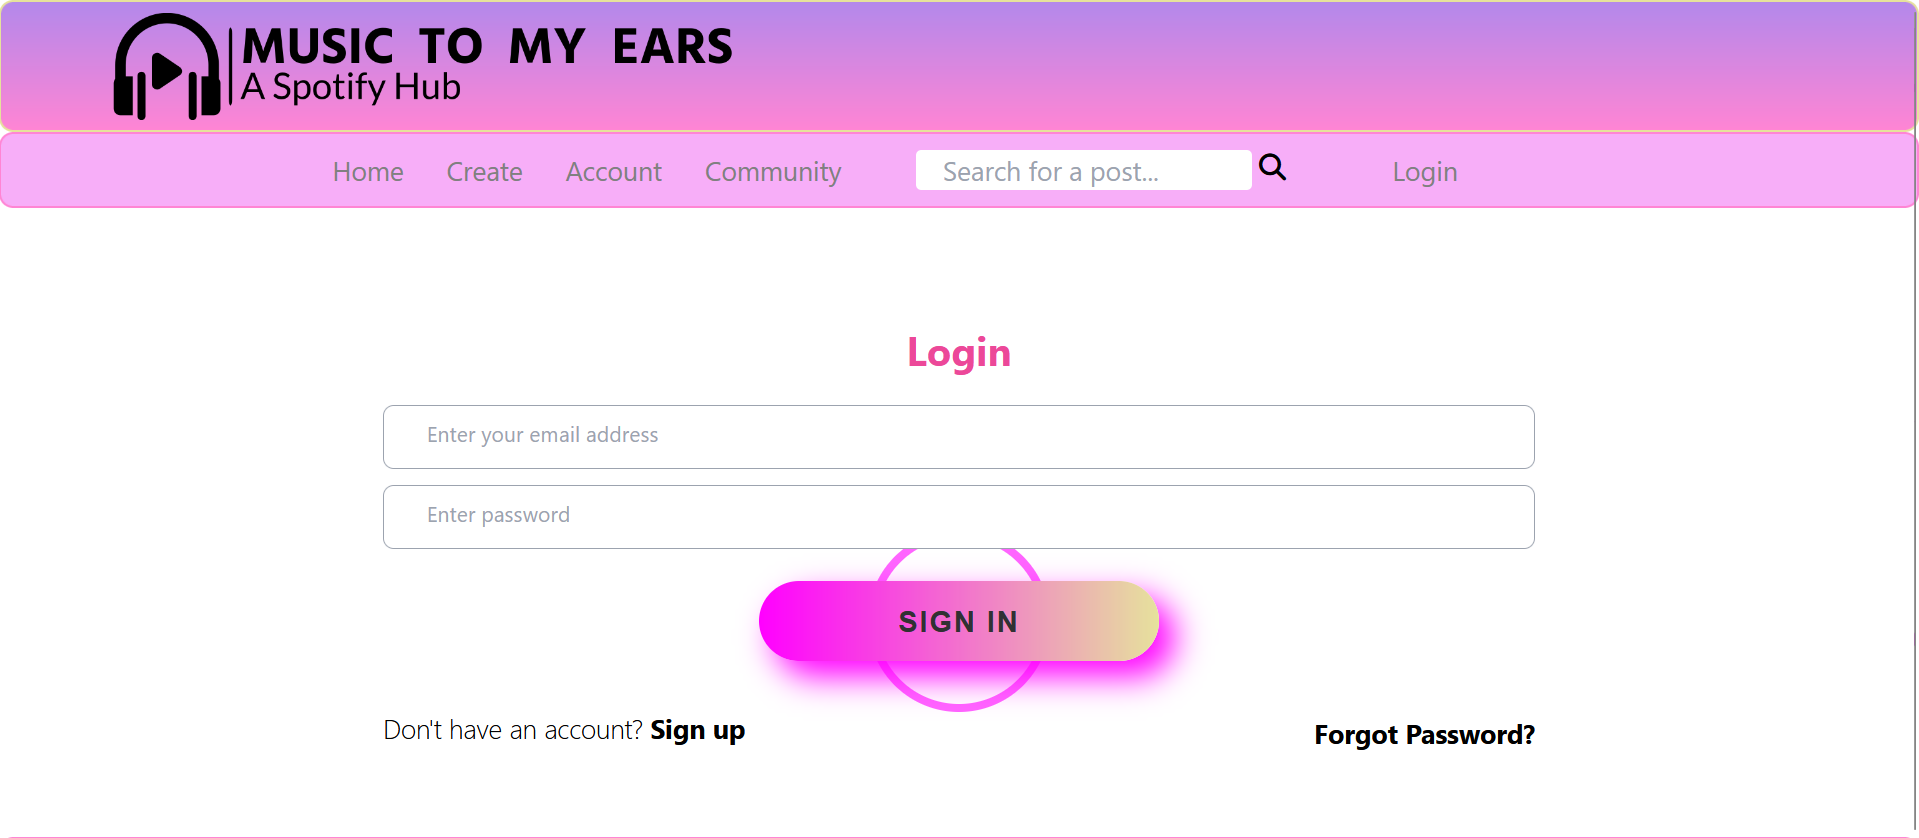 MUSIC TO MY EARS
A Spotify Hub
Home Create Account Community Search for a post... Login
Login
Enter your email address
Enter password
SIGN IN
Don't have an account? Sign up
Forgot Password?